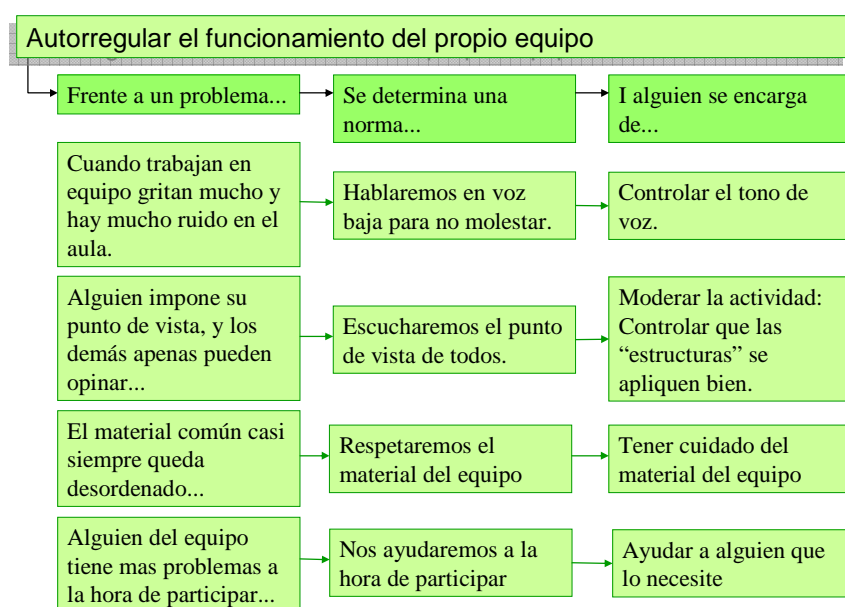 Autorregular el funcionamiento del propio equipo
Frente a un problema...
Se determina una
norma...
I alguien se encarga
de...
Cuando trabajan en
equipo gritan mucho y
hay mucho ruido en el
aula.
Hablaremos en voz
baja para no molestar.
Controlar el tono de
voz.
Alguien impone su
punto de vista, y los
demás apenas pueden
opinar...
Escucharemos el punto
de vista de todos.
Moderar la actividad:
Controlar que las
“estructuras” se
apliquen bien.
El material común casi
siempre queda
desordenado...
Respetaremos el
material del equipo
Tener cuidado del
material del equipo
Alguien del equipo
tiene mas problemas a
la hora de participar...
Nos ayudaremos a la
hora de participar
Ayudar a alguien que
lo necesite